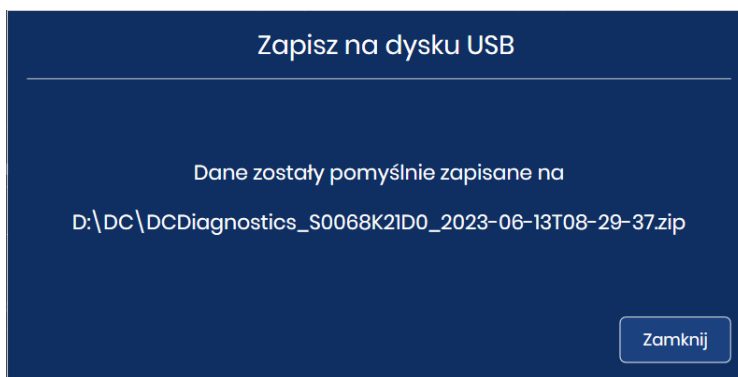 Zapisz na dysku USB
Dane zostały pomyślnie zapisane na
D:\DC\DCDiagnostics_S0068K21D0_2023-06-13T08-29-37.zip
Zamknij